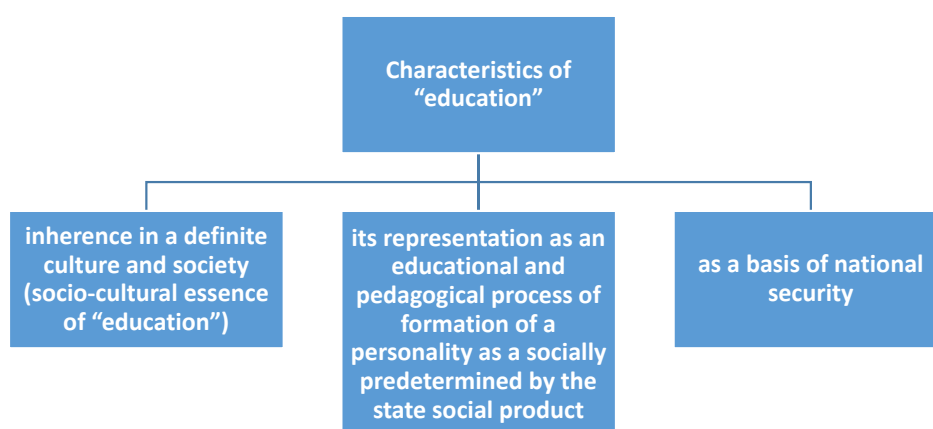 Characteristics of
“education”
inherence in a definite
culture and society
(socio-cultural essence
of “education”)
its representation as an
educational and
pedagogical process of
formation of a
personality as a socially
predetermined by the
state social product
as a basis of national
security